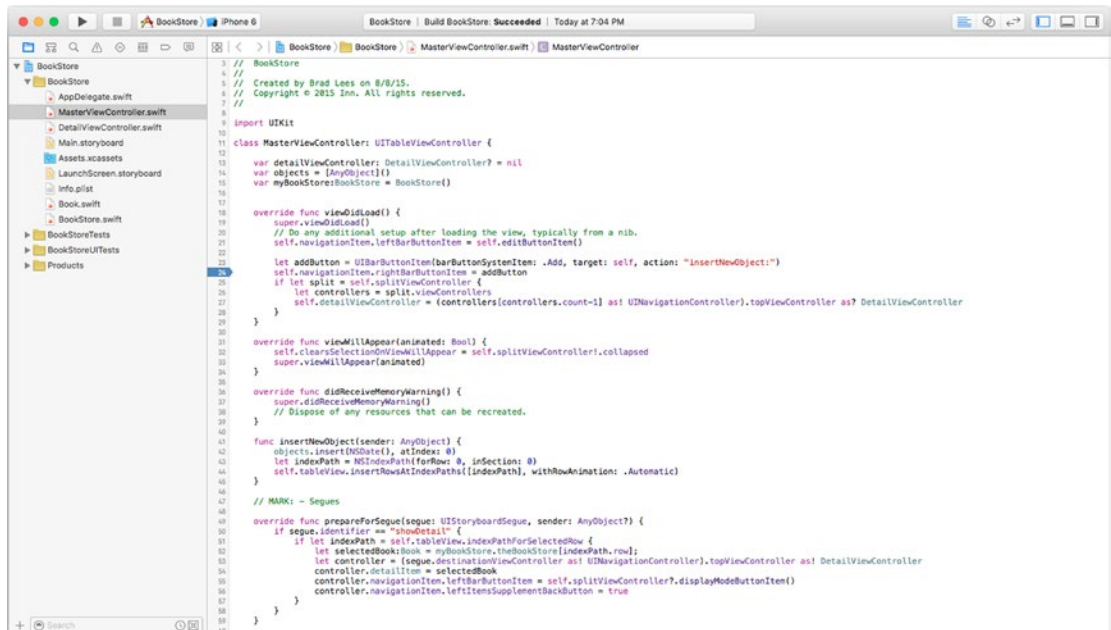 BookStore
iPhone 6
BookStore | Build BookStore: Succeeded | Today at 7:04 PM
BookStore
BookStore
MasterViewController.swift
MasterViewController
BookStore
BookStore
AppDelegate.swift
MasterViewController.swift
DetailViewController.swift
Main.storyboard
Assets.xcassets
LaunchScreen.storyboard
Info.plist
Book.swift
BookStore.swift
BookStoreTests
BookStoreUITests
Products
Search
3 // BookStore
4 //
5 // Created by Brad Lees on 8/8/15.
6 // Copyright © 2015 Inn. All rights reserved.
7 //
8
9 import UIKit
10
11 class MasterViewController: UITableViewController {
12
13 var detailViewController: DetailViewController? = nil
14 var objects = [AnyObject]()
15 var myBookStore:BookStore = BookStore()
16
17
18 override func viewDidLoad() {
19 super.viewDidLoad()
20 // Do any additional setup after loading the view, typically from a nib.
21 self.navigationItem.leftBarButtonItem = self.editButtonItem()
22
23 let addButton = UIBarButtonItem(barButtonSystemItem: .Add, target: self, action: "insertNewObject:")
24 self.navigationItem.rightBarButtonItem = addButton
25 if let split = self.splitViewController {
26 let controllers = split.viewControllers
27 self.detailViewController = (controllers[controllers.count-1] as! UINavigationController).topViewController as? DetailViewController
28 }
29 }
30
31 override func viewWillAppear(animated: Bool) {
32 self.clearsSelectionOnViewWillAppear = self.splitViewController!.collapsed
33 super.viewWillAppear(animated)
34 }
35
36 override func didReceiveMemoryWarning() {
37 super.didReceiveMemoryWarning()
38 // Dispose of any resources that can be recreated.
39 }
40
41 func insertNewObject(sender: AnyObject) {
42 objects.insert(NSDate(), atIndex: 0)
43 let indexPath = NSIndexPath(forRow: 0, inSection: 0)
44 self.tableView.insertRowsAtIndexPaths([indexPath], withRowAnimation: .Automatic)
45 }
46
47 // MARK: - Segues
48
49 override func prepareForSegue(segue: UIStoryboardSegue, sender: AnyObject?) {
50 if segue.identifier == "showDetail" {
51 if let indexPath = self.tableView.indexPathForSelectedRow {
52 let selectedBook:Book = myBookStore.theBookStore[indexPath.row];
53 let controller = (segue.destinationViewController as! UINavigationController).topViewController as! DetailViewController
54 controller.detailItem = selectedBook
55 controller.navigationItem.leftBarButtonItem = self.splitViewController?.displayModeButtonItem()
56 controller.navigationItem.leftItemsSupplementBackButton = true
57 }
58 }
59 }